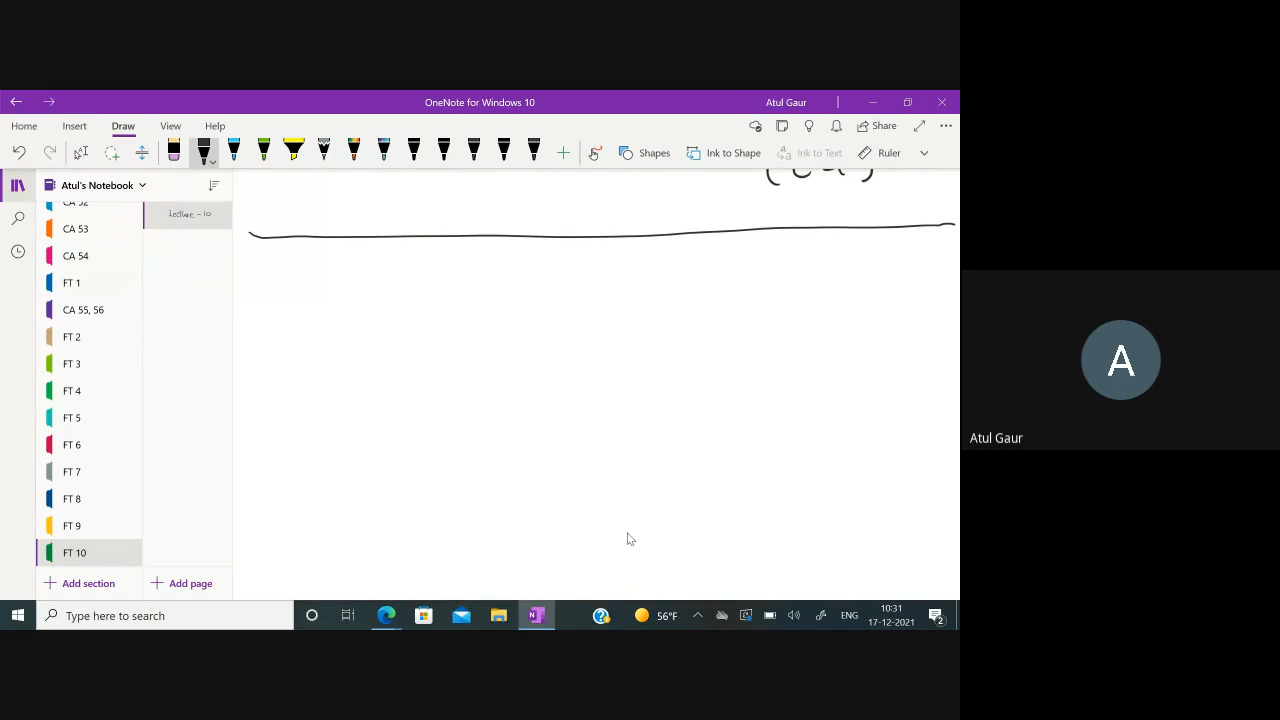 OneNote for Windows 10
Atul Gaur
Home Insert Draw View Help
Share
Shapes
Ink to Shape
Ink to Text
Ruler
Atul's Notebook
CA 52
CA 53
CA 54
FT 1
CA 55, 56
FT 2
FT 3
FT 4
FT 5
FT 6
FT 7
FT 8
FT 9
FT 10
Add section
Lecture - 10
Add page
Type here to search
56°F
ENG
10:31
17-12-2021
2
A
Atul Gaur